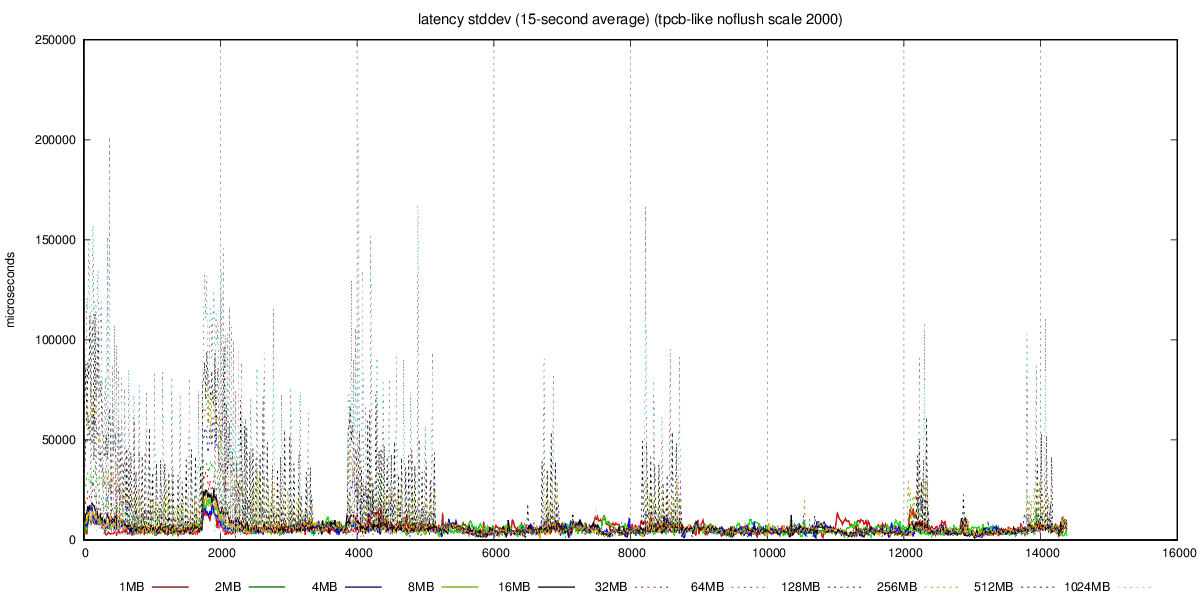 latency stddev (15-second average) (tpcb-like noflush scale 2000)
250000
200000
150000
100000
50000
0
microseconds
0 2000 4000 6000 8000 10000 12000 14000 16000
1MB 2MB 4MB 8MB 16MB 32MB 64MB 128MB 256MB 512MB 1024MB